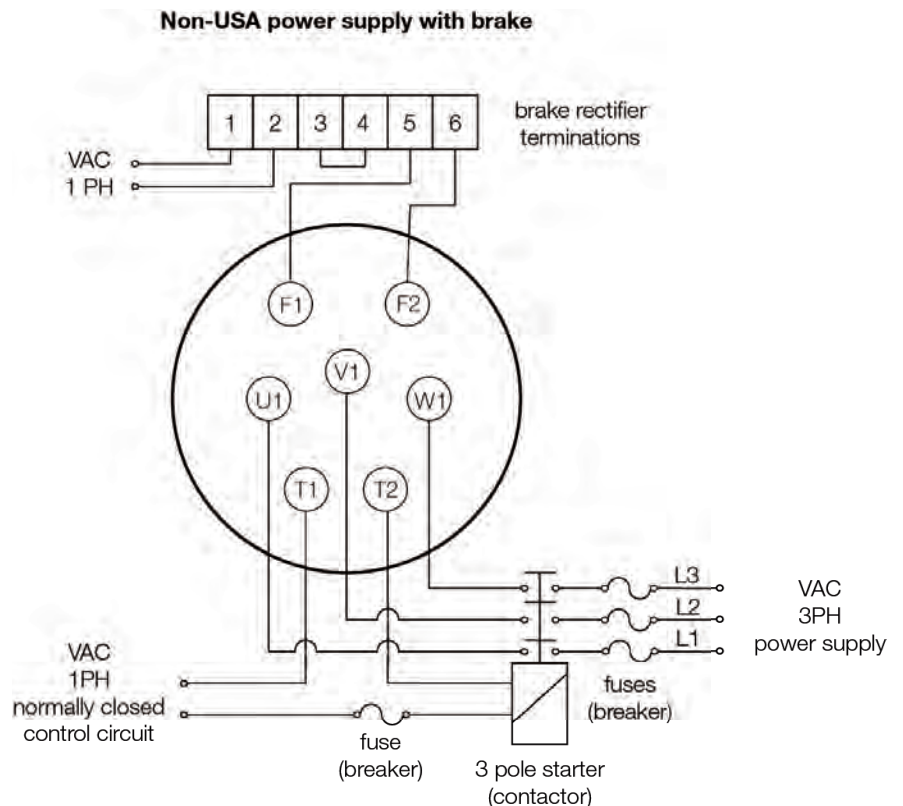 Non-USA power supply with brake
1 2 3 4 5 6
brake rectifier
terminations
VAC
1 PH
F1 F2
V1
U1 W1
T1 T2
L3
L2
L1
VAC
3PH
power supply
VAC
1PH
normally closed
control circuit
fuses
(breaker)
fuse
(breaker)
3 pole starter
(contactor)